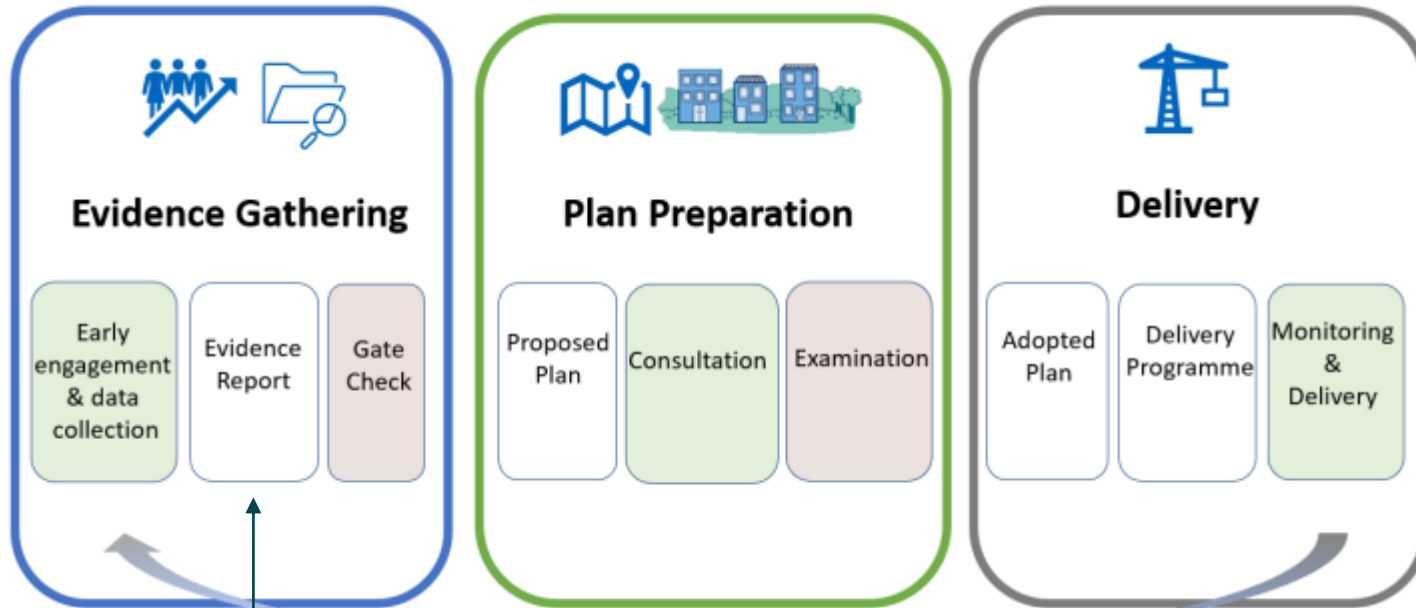 Evidence Gathering
Early
engagement
& data
collection
Evidence
Report
Gate
Check
Plan Preparation
Proposed
Plan
Consultation
Examination
Delivery
Adopted
Plan
Delivery
Programme
Monitoring
&
Delivery